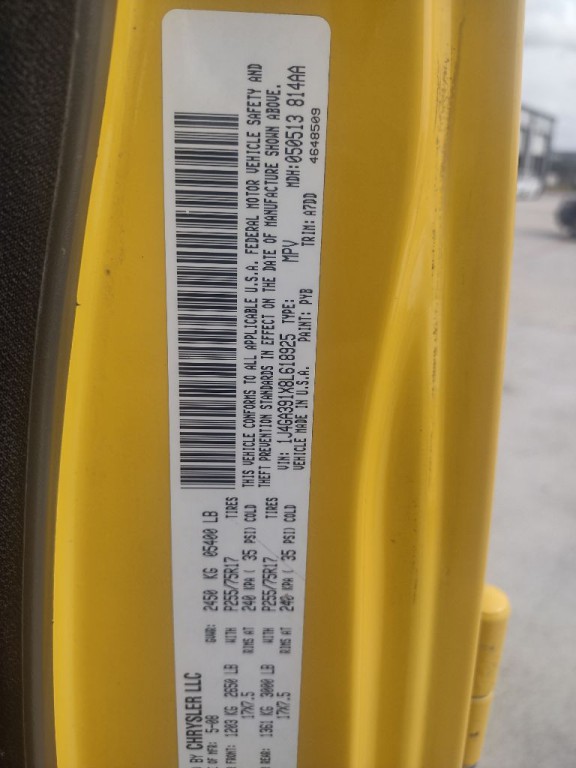 D BY CHRYSLER LLC
E OF MFR: 5-08 GVWR: 2450 KG 05400 LB
FRONT: 1203 KG 2650 LB WITH P255/75R17 TIRES
17X7.5 RIMS AT 240 KPA ( 35 PSI) COLD
REAR: 1361 KG 3000 LB WITH P255/75R17 TIRES
17X7.5 RIMS AT 240 KPA ( 35 PSI) COLD
THIS VEHICLE CONFORMS TO ALL APPLICABLE U.S.A. FEDERAL MOTOR VEHICLE SAFETY AND
THEFT PREVENTION STANDARDS IN EFFECT ON THE DATE OF MANUFACTURE SHOWN ABOVE.
VIN: 1J4GA391X8L618925 TYPE: MPV MDH:050513 814AA
VEHICLE MADE IN U.S.A. PAINT: PYB TRIM: A7DD 4648509